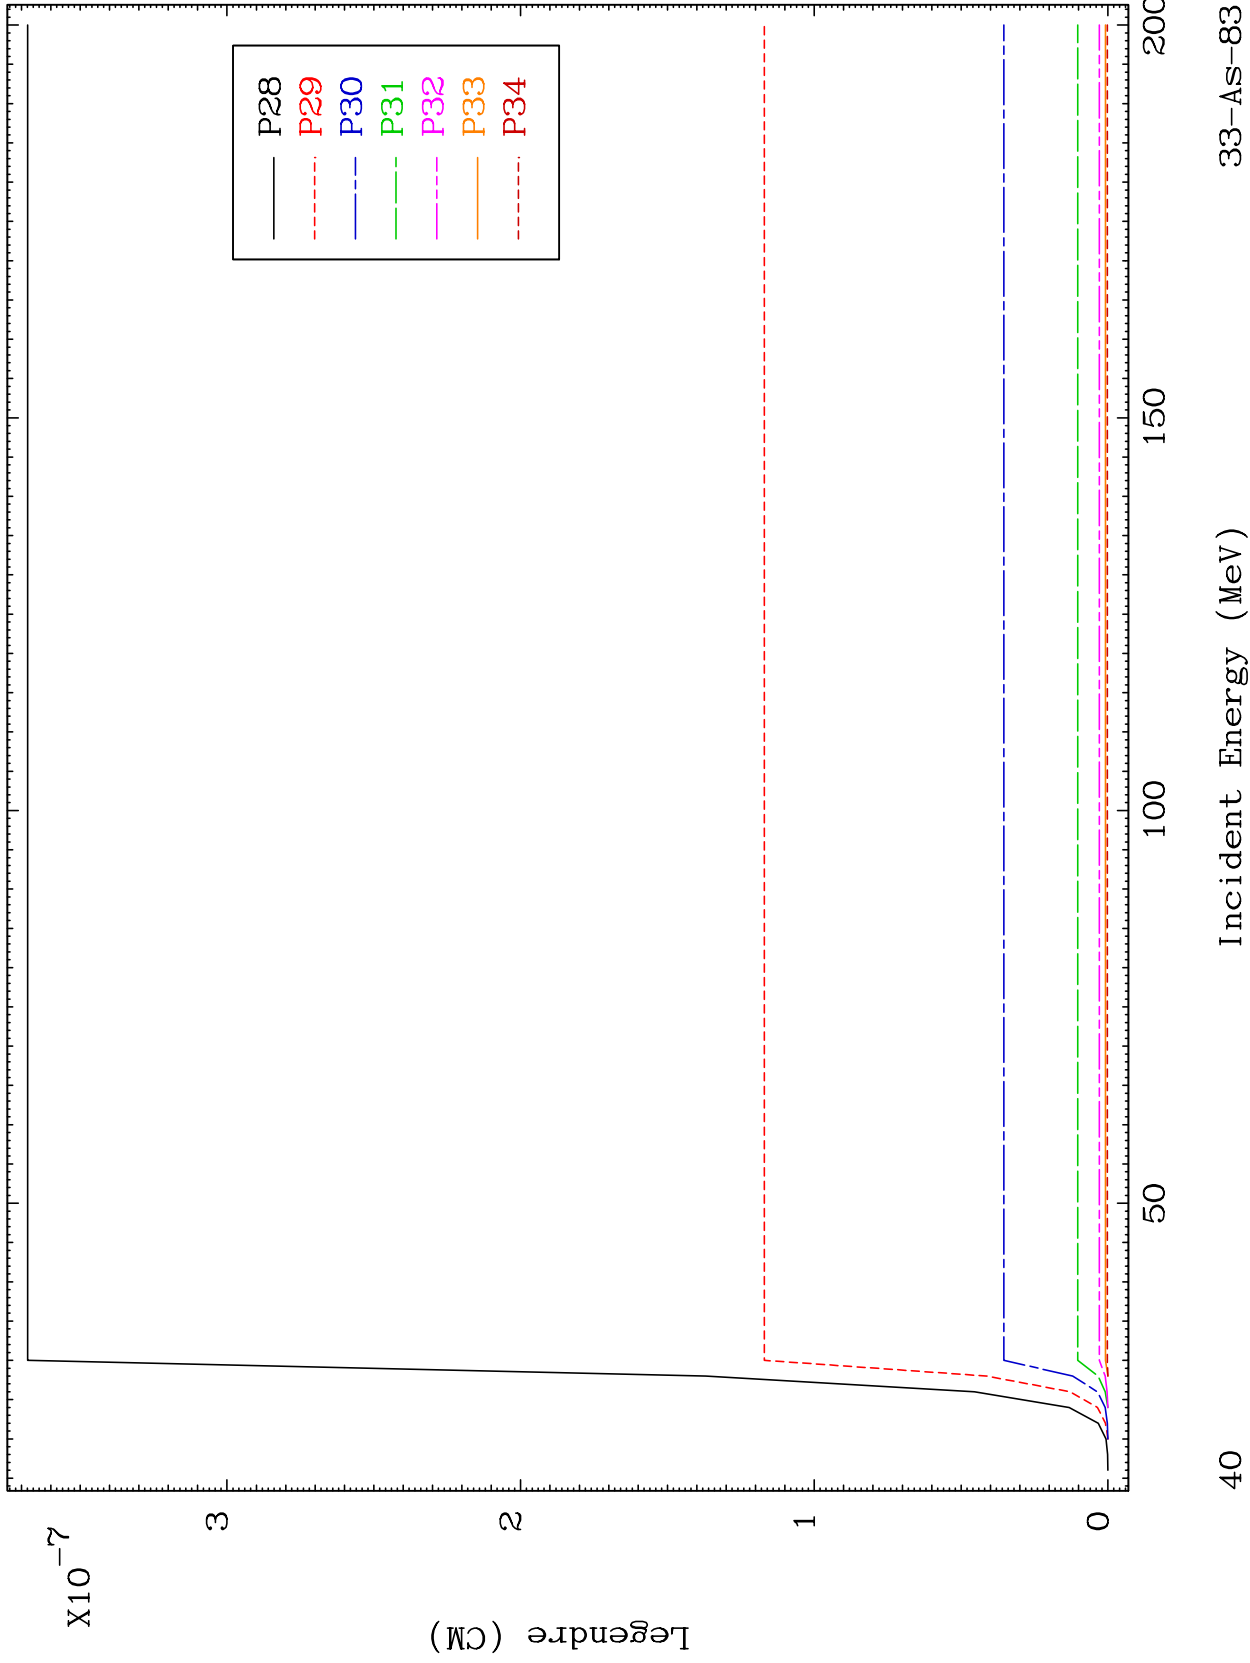 X10⁻⁷
Legendre (CM)
3
2
1
0
P28
P29
P30
P31
P32
P33
P34
50
100
150
200
Incident Energy (MeV)
40
33-As-83